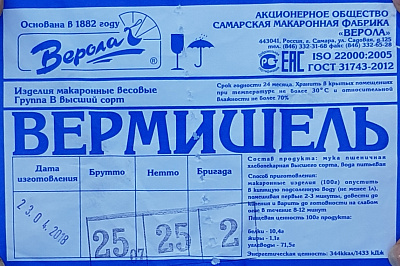 Основана в 1882 году
Верола
®
АКЦИОНЕРНОЕ ОБЩЕСТВО
САМАРСКАЯ МАКАРОННАЯ ФАБРИКА
«ВЕРОЛА»
443041, Россия, г. Самара, ул. Садовая, д.125
тел. (846) 332-31-68 факс (846) 332-65-28
РСТ ЕАС ISO 22000:2005
ГОСТ 31743-2012
Изделия макаронные весовые
Группа В Высший сорт
Срок годности 24 месяца. Хранить в крытых помещениях
при температуре не более 30°С и относительной
влажности не более 70%
ВЕРМИШЕЛЬ
Дата
изготовления
Брутто
Нетто
Бригада
23.04.2018
25
07
25
2
Состав продукта: мука пшеничная
хлебопекарная высшего сорта, вода питьевая
Способ приготовления:
макаронные изделия (100г) опустить
в кипящую подсоленную воду (не менее 1л),
помешивая первые 2-3 минуты, довести до
кипения и варить до готовности на слабом
огне в течение 8-12 минут
Пищевая ценность 100г продукта:
белки - 10,4г
жиры - 1,1г
углеводы - 71,5г
Энергетическая ценность: 344ккал/1433 кДж